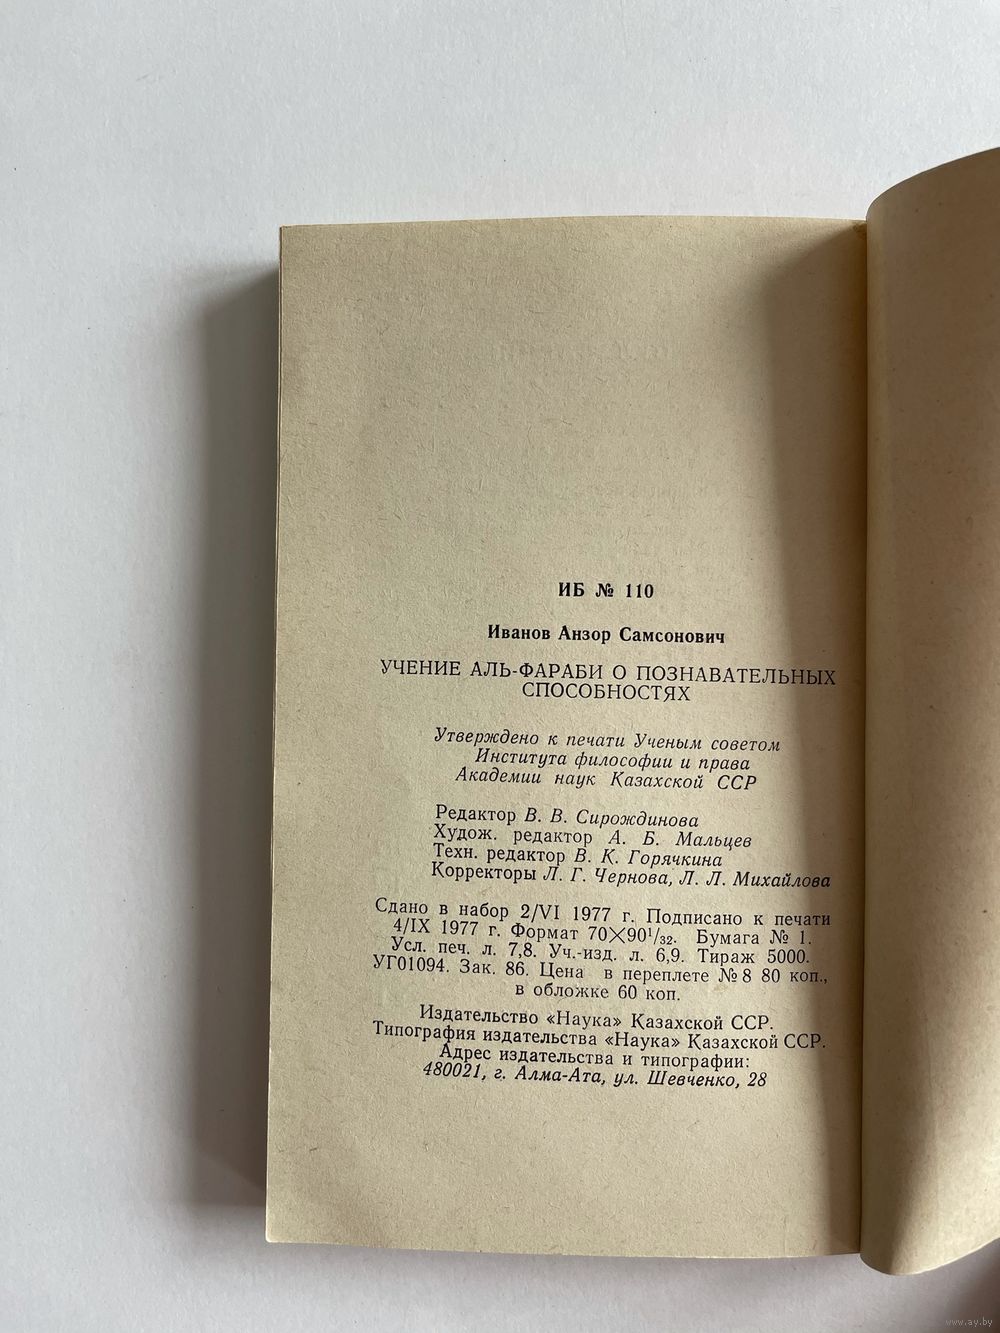 ИБ № 110
Иванов Анзор Самсонович
УЧЕНИЕ АЛЬ-ФАРАБИ О ПОЗНАВАТЕЛЬНЫХ
СПОСОБНОСТЯХ
Утверждено к печати Ученым советом
Института философии и права
Академии наук Казахской ССР
Редактор В. В. Сирождинова
Худож. редактор А. Б. Мальцев
Техн. редактор В. К. Горячкина
Корректоры Л. Г. Чернова, Л. Л. Михайлова
Сдано в набор 2/VI 1977 г. Подписано к печати
4/IX 1977 г. Формат 70×90¹/₃₂. Бумага № 1.
Усл. печ. л. 7,8. Уч.-изд. л. 6,9. Тираж 5000.
УГ01094. Зак. 86. Цена в переплете № 8 80 коп.,
в обложке 60 коп.
Издательство «Наука» Казахской ССР.
Типография издательства «Наука» Казахской ССР.
Адрес издательства и типографии:
480021, г. Алма-Ата, ул. Шевченко, 28
www.ay.by